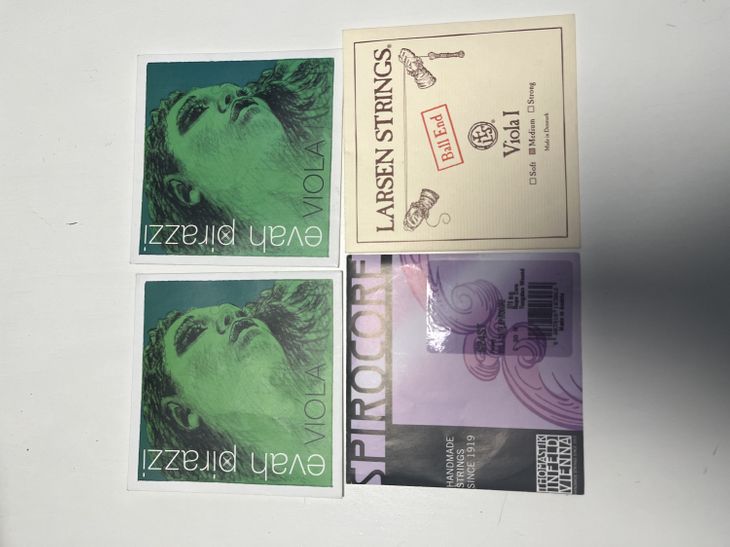 evah pirazzi
VIOLA
LARSEN STRINGS®
Ball End
Viola I
Soft Medium Strong
Made in Denmark
evah pirazzi
VIOLA
SPIROCORE
HANDMADE
STRINGS
SINCE 1919
THOMASTIK
INFELD
VIENNA
Made in Austria